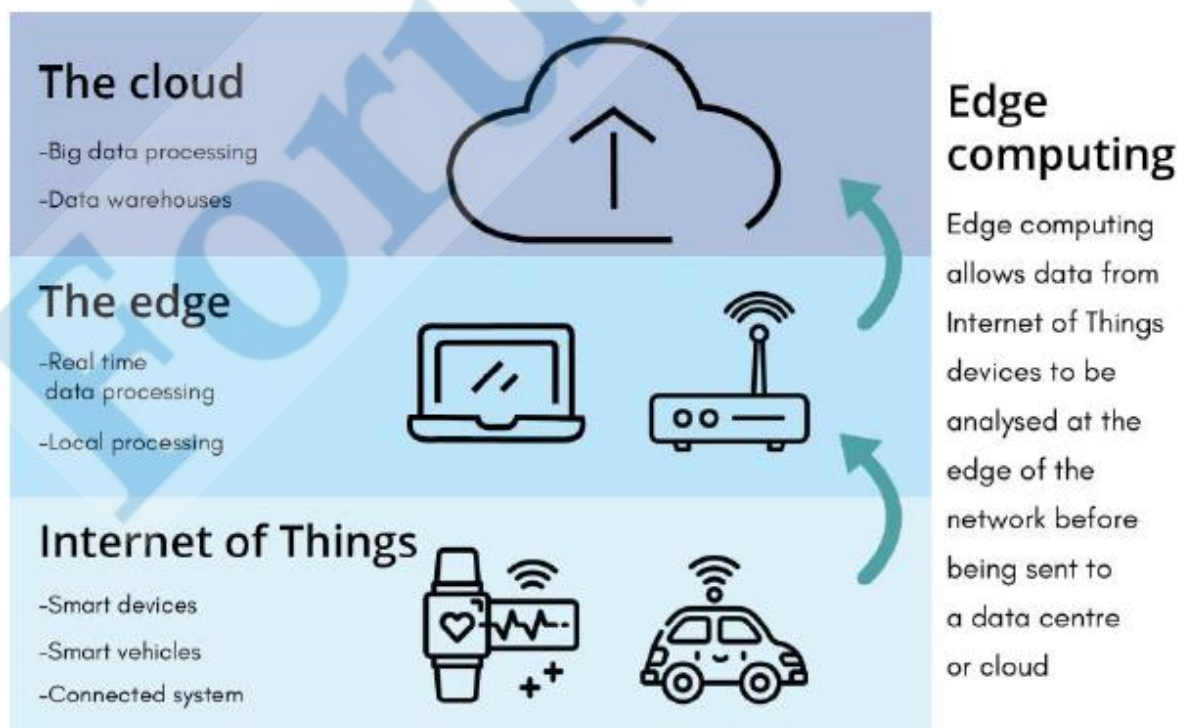 The cloud
-Big data processing
-Data warehouses
The edge
-Real time
data processing
-Local processing
Internet of Things
-Smart devices
-Smart vehicles
-Connected system
Edge
computing
Edge computing
allows data from
Internet of Things
devices to be
analysed at the
edge of the
network before
being sent to
a data centre
or cloud